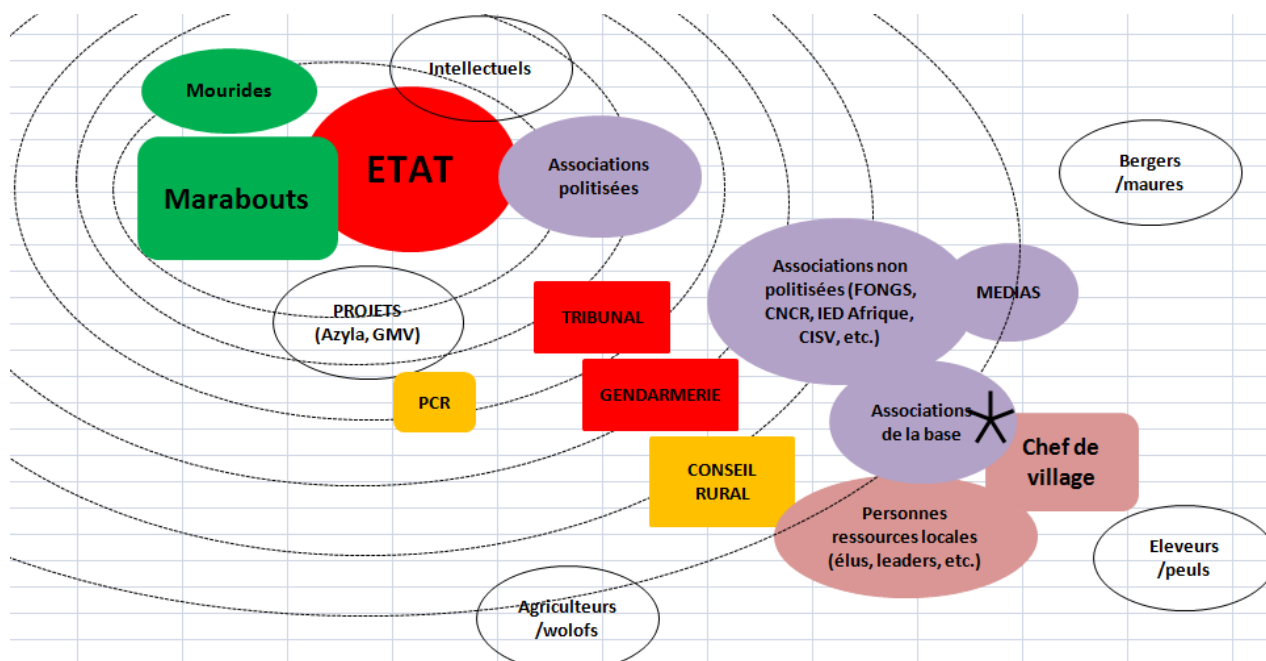 Intellectuels
Mourides
ETAT
Marabouts
Associations
politisées
Bergers
/maures
Associations non
politisées (FONGS,
CNCR, IED Afrique,
CISV, etc.)
MEDIAS
PROJETS
(Azyla, GMV)
TRIBUNAL
PCR
GENDARMERIE
Associations
de la base
Chef de
village
CONSEIL
RURAL
Personnes
ressources locales
(élus, leaders, etc.)
Eleveurs
/peuls
Agriculteurs
/wolofs